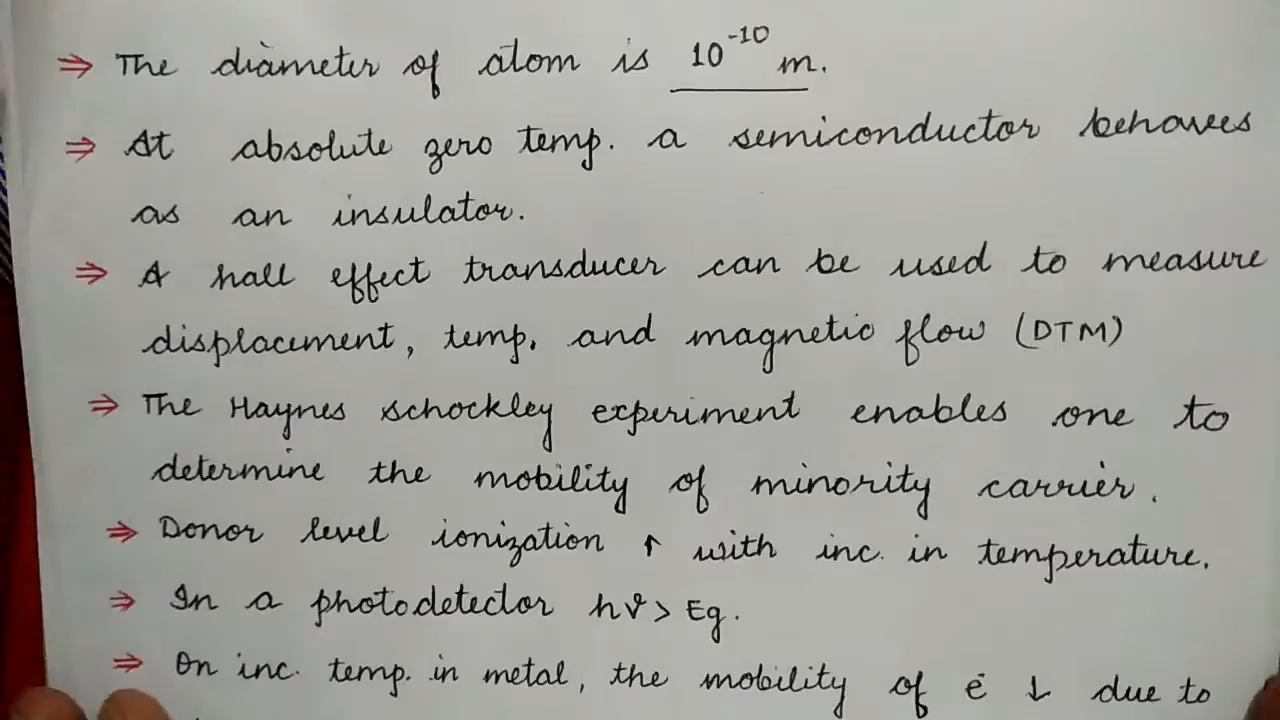 ⇒ The diameter of atom is 10⁻¹⁰ m.
⇒ At absolute zero temp. a semiconductor behaves
as an insulator.
⇒ A hall effect transducer can be used to measure
displacement, temp. and magnetic flow (DTM)
⇒ The Haynes schockley experiment enables one to
determine the mobility of minority carrier.
⇒ Donor level ionization ↑ with inc. in temperature.
⇒ In a photodetector hν > Eg.
⇒ On inc. temp. in metal, the mobility of e⁻ ↓ due to